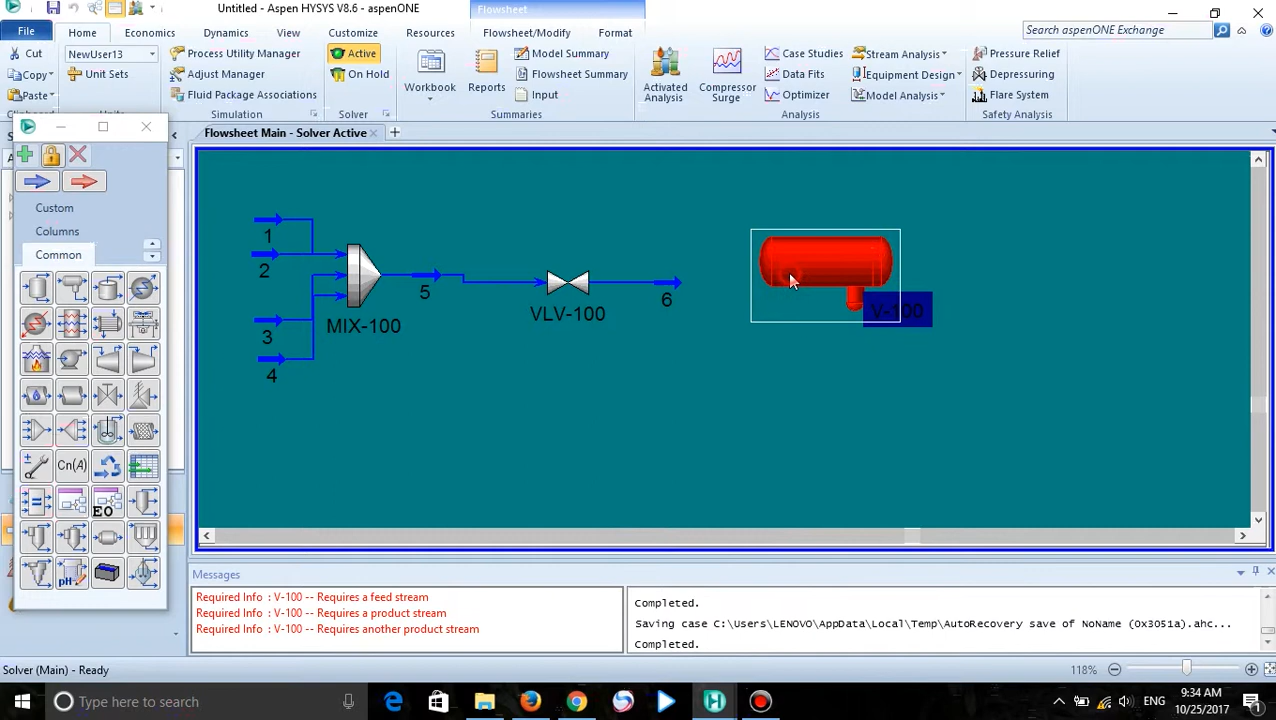 Untitled - Aspen HYSYS V8.6 - aspenONE
Flowsheet
File
Home
Economics
Dynamics
View
Customize
Resources
Flowsheet/Modify
Format
Search aspenONE Exchange
Cut
NewUser13
Process Utility Manager
Active
Model Summary
Case Studies
Stream Analysis
Pressure Relief
Copy
Unit Sets
Adjust Manager
On Hold
Flowsheet Summary
Data Fits
Equipment Design
Depressuring
Paste
Fluid Package Associations
Workbook
Reports
Input
Activated Analysis
Compressor Surge
Optimizer
Model Analysis
Flare System
Simulation
Solver
Summaries
Analysis
Safety Analysis
Flowsheet Main - Solver Active
Custom
Columns
Common
Cn(A)
EO
pH
1
2
3
4
MIX-100
5
VLV-100
6
V-100
Messages
Required Info : V-100 -- Requires a feed stream
Required Info : V-100 -- Requires a product stream
Required Info : V-100 -- Requires another product stream
Completed.
Saving case C:\Users\LENOVO\AppData\Local\Temp\AutoRecovery save of NoName (0x3051a).ahc...
Completed.
Solver (Main) - Ready
118%
Type here to search
ENG
9:34 AM
10/25/2017